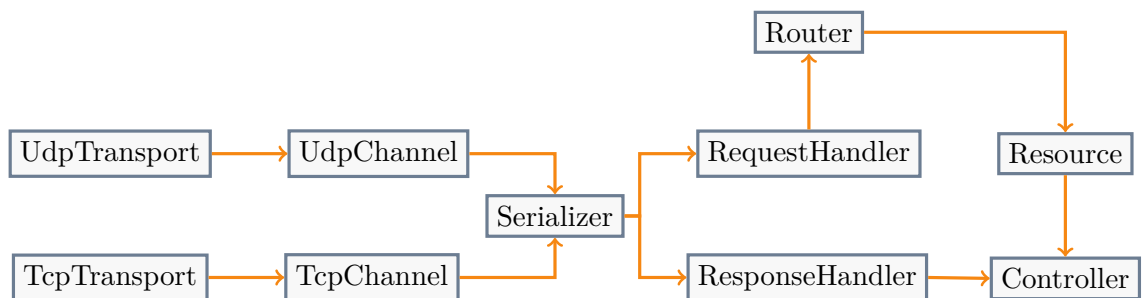 Router
UdpTransport
UdpChannel
RequestHandler
Resource
Serializer
TcpTransport
TcpChannel
ResponseHandler
Controller